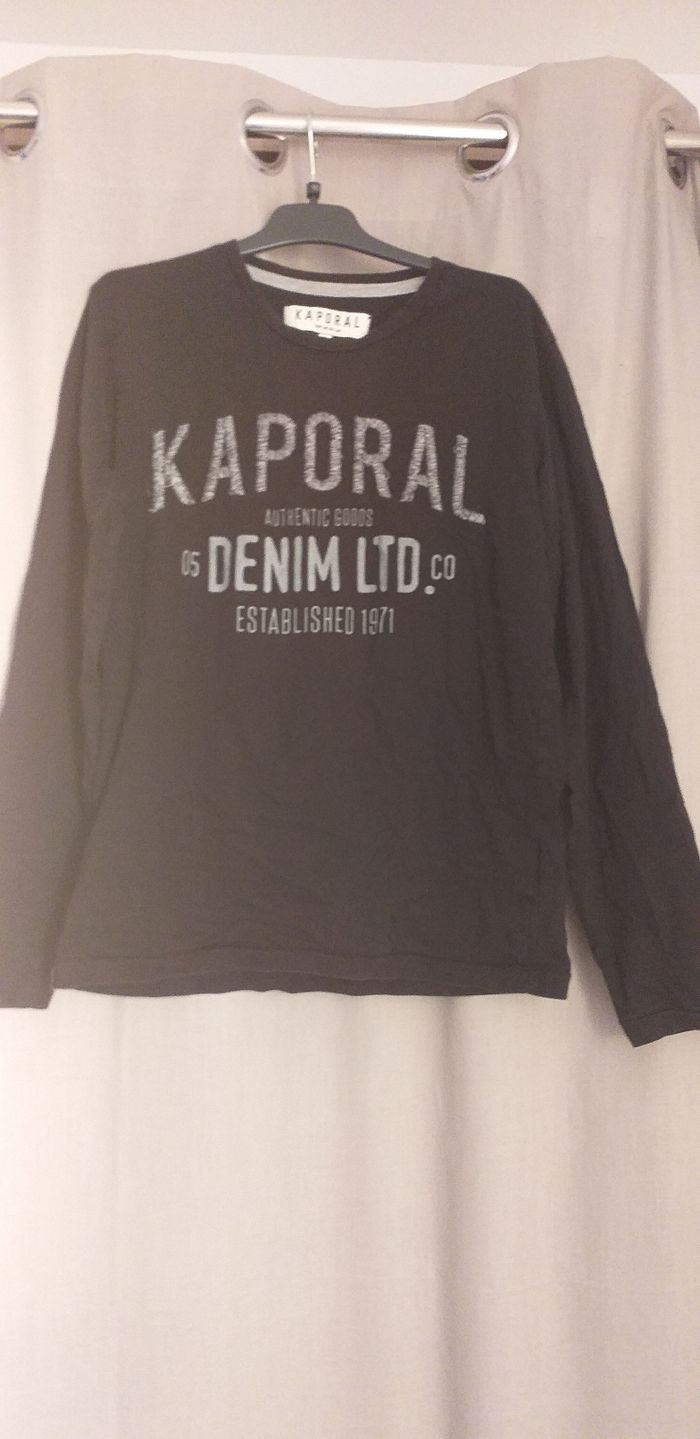 KAPORAL
KAPORAL
AUTHENTIC GOODS
05 DENIM LTD. CO
ESTABLISHED 1971